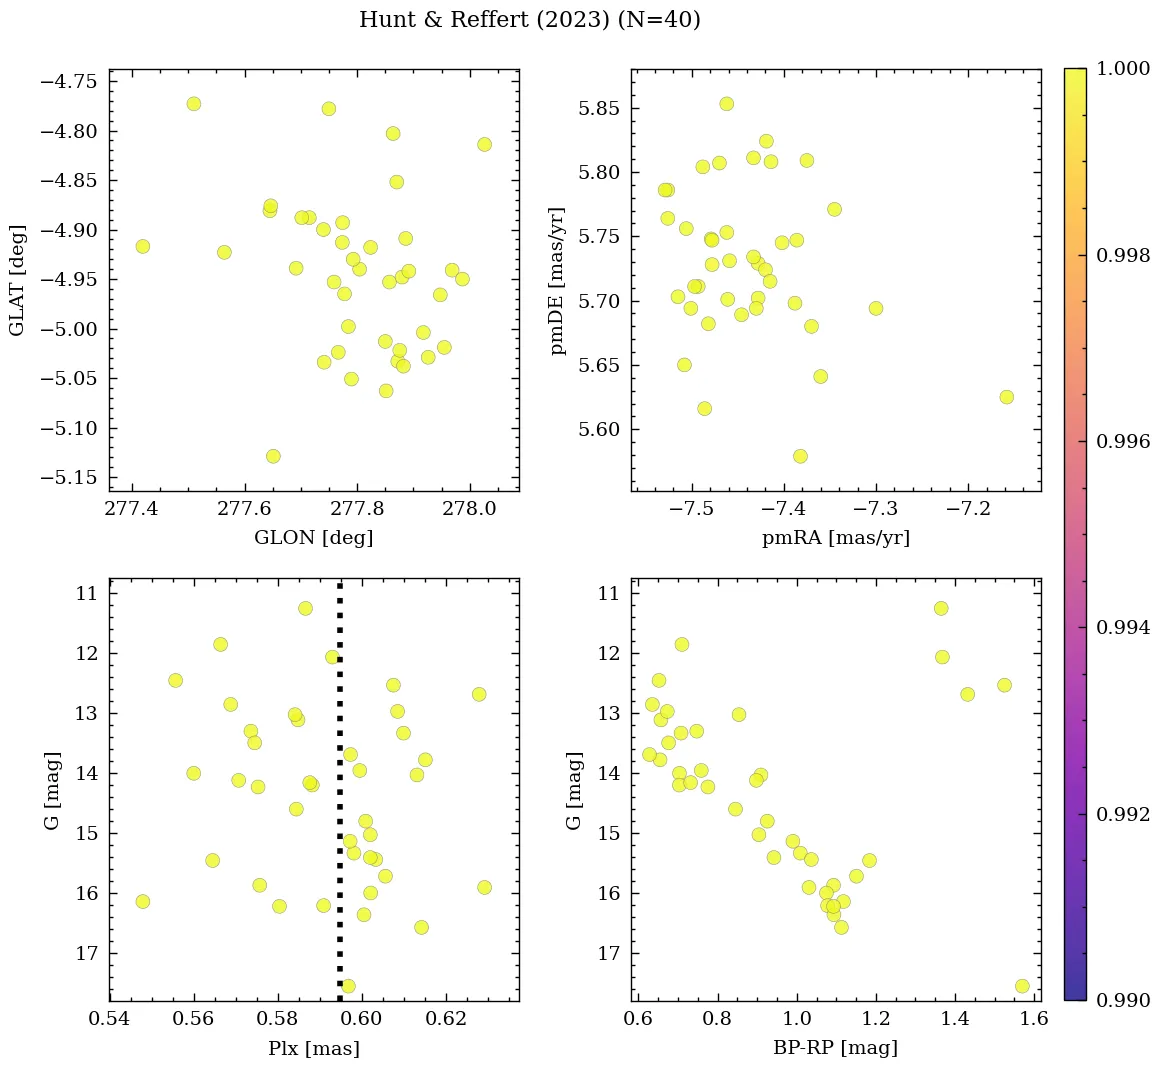 Hunt & Reffert (2023) (N=40)
−4.75
−4.80
−4.85
−4.90
−4.95
−5.00
−5.05
−5.10
−5.15
GLAT [deg]
277.4 277.6 277.8 278.0
GLON [deg]
5.85
5.80
5.75
5.70
5.65
5.60
pmDE [mas/yr]
−7.5 −7.4 −7.3 −7.2
pmRA [mas/yr]
11
12
13
14
15
16
17
G [mag]
0.54 0.56 0.58 0.60 0.62
Plx [mas]
11
12
13
14
15
16
17
G [mag]
0.6 0.8 1.0 1.2 1.4 1.6
BP-RP [mag]
1.000
0.998
0.996
0.994
0.992
0.990